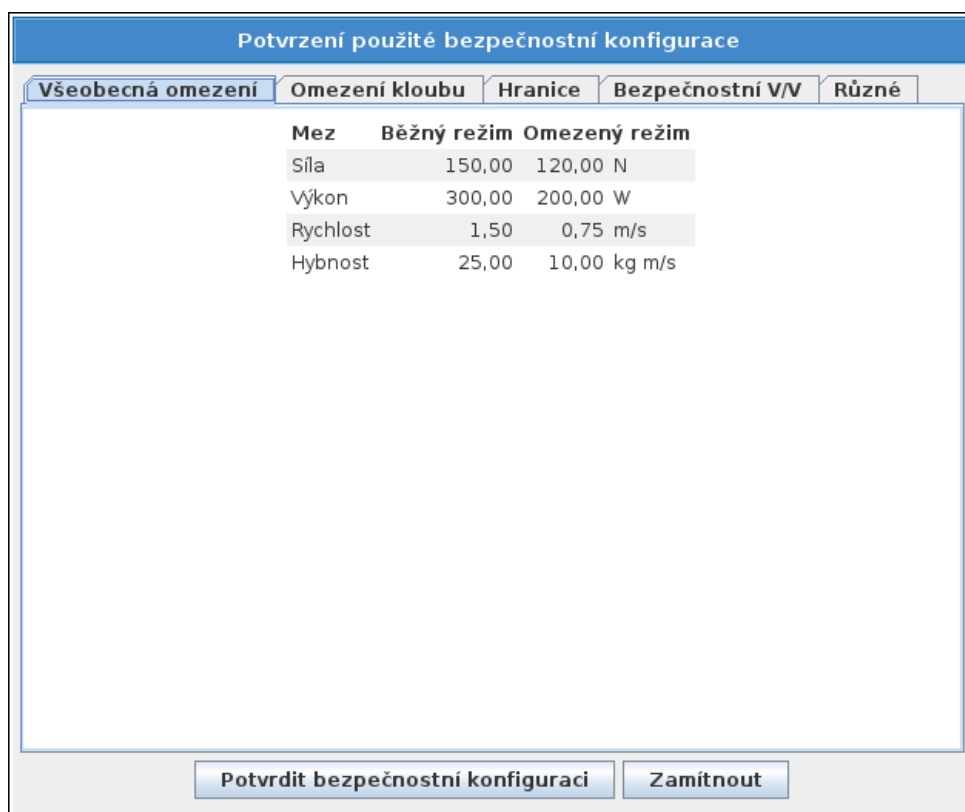 Potvrzení použité bezpečnostní konfigurace
Všeobecná omezení Omezení kloubu Hranice Bezpečnostní V/V Různé
Mez Běžný režim Omezený režim
Síla 150,00 120,00 N
Výkon 300,00 200,00 W
Rychlost 1,50 0,75 m/s
Hybnost 25,00 10,00 kg m/s
Potvrdit bezpečnostní konfiguraci Zamítnout